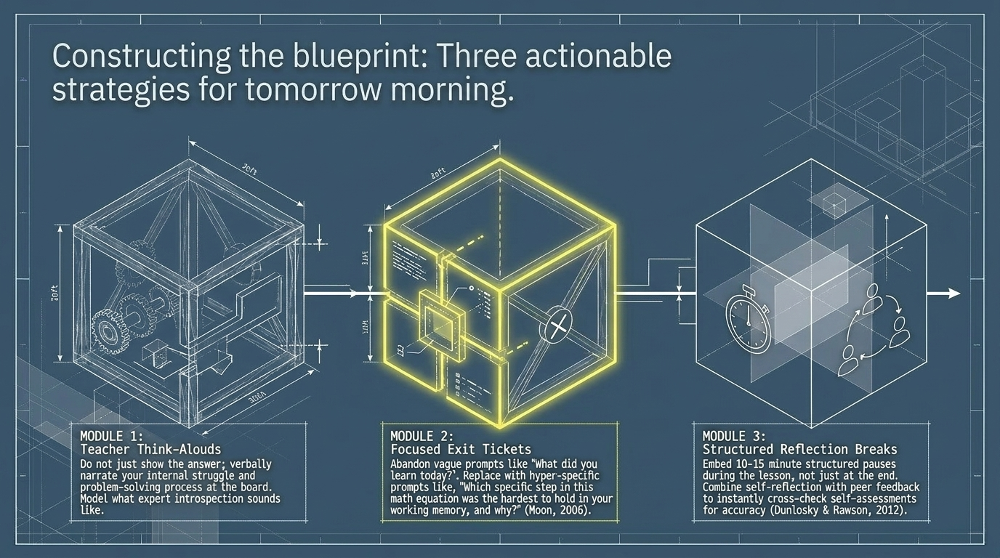 Constructing the blueprint: Three actionable
strategies for tomorrow morning.
MODULE 1:
Teacher Think-Alouds
Do not just show the answer; verbally
narrate your internal struggle and
problem-solving process at the board.
Model what expert introspection sounds
like.
MODULE 2:
Focused Exit Tickets
Abandon vague prompts like "What did you
learn today?'. Replace with hyper-specific
prompts like, "Which specific step in this
math equation was the hardest to hold in your
working memory, and why?" (Moon, 2006).
MODULE 3:
Structured Reflection Breaks
Embed 10-15 minute structured pauses
during the lesson, not just at the end.
Combine self-reflection with peer feedback
to instantly cross-check self-assessments
for accuracy (Dunlosky & Rawson, 2012).